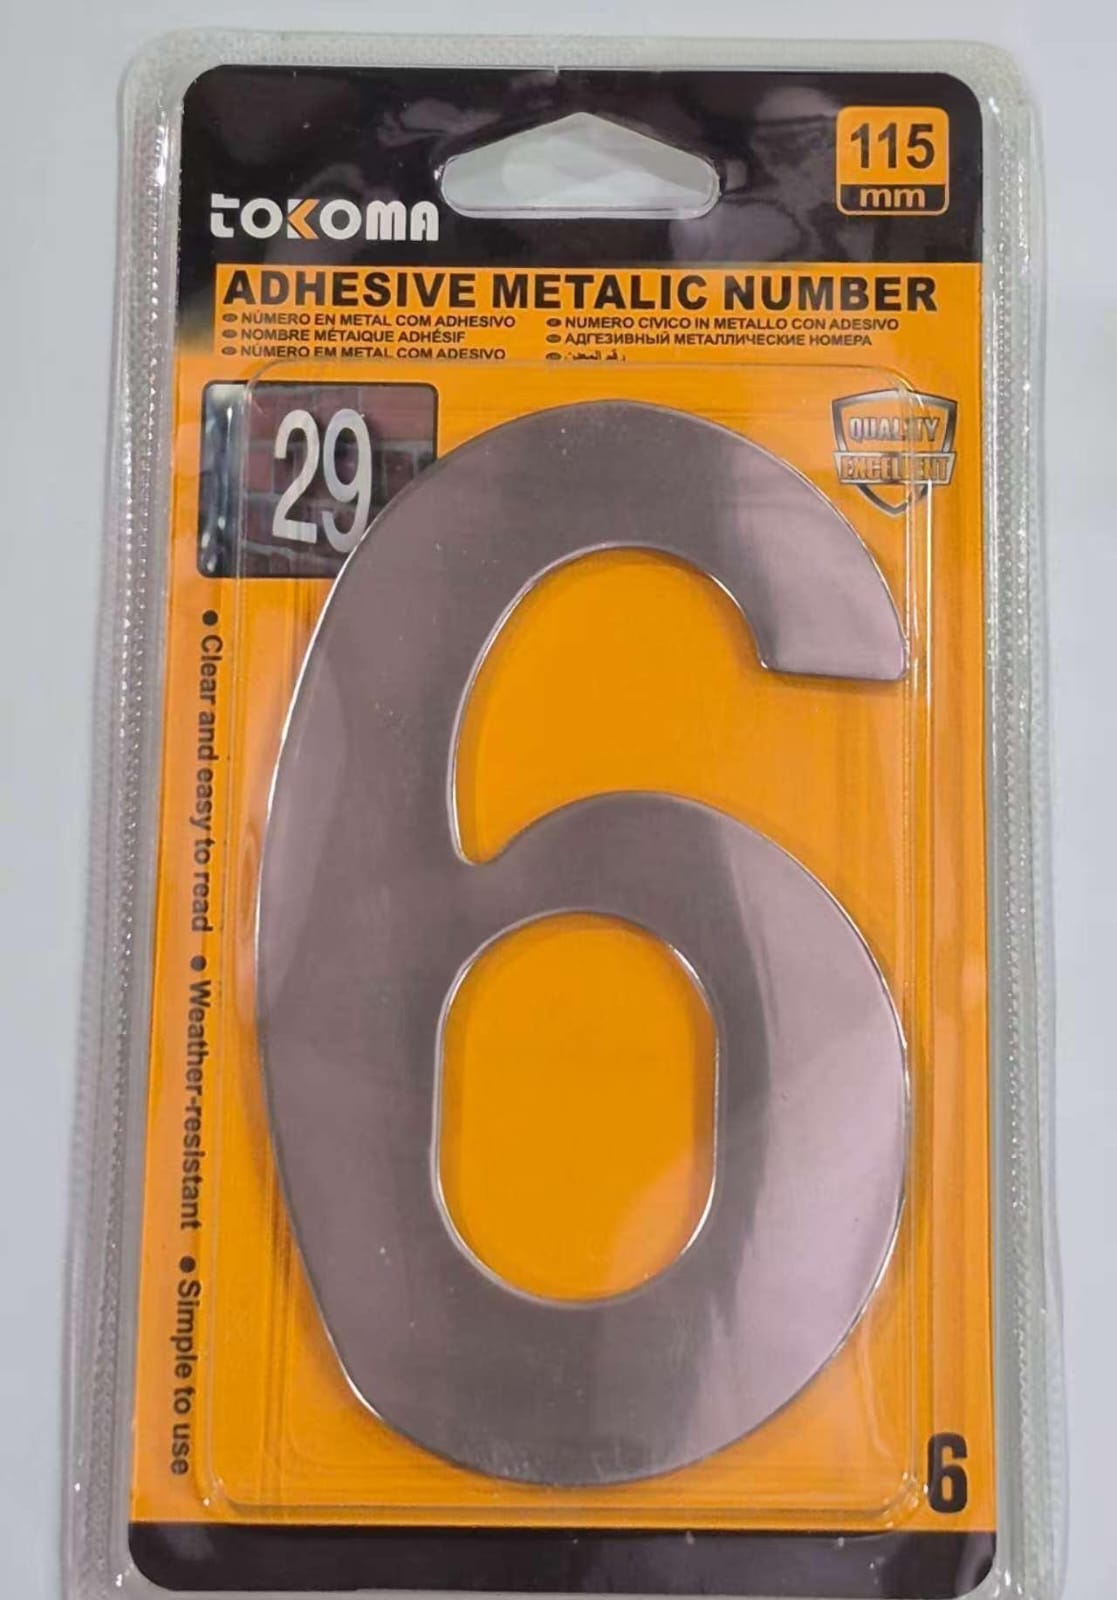 115
mm
TOKOMA
ADHESIVE METALIC NUMBER
NÚMERO EN METAL COM ADHESIVO
NOMBRE MÉTAIQUE ADHÉSIF
NÚMERO EM METAL COM ADESIVO
NUMERO CIVICO IN METALLO CON ADESIVO
АДГЕЗИВНЫЙ МЕТАЛЛИЧЕСКИЕ НОМЕРА
رقم المعدن
29
QUALITY
EXCELLENT
• Clear and easy to read • Weather-resistant • Simple to use
6
6